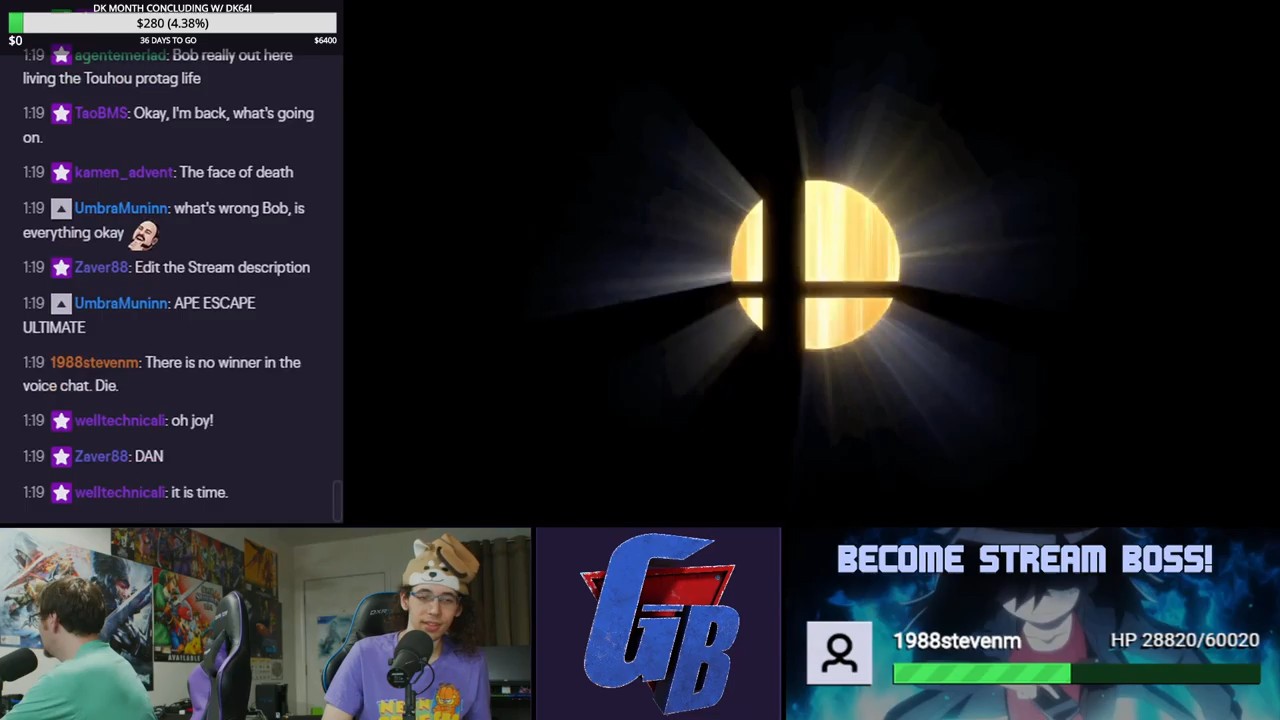 DK MONTH CONCLUDING W/ DK64!
$280 (4.38%)
$0 36 DAYS TO GO $6400
1:19 agentemerlad: Bob really out here
living the Touhou protag life
1:19 TaoBMS: Okay, I'm back, what's going
on.
1:19 kamen_advent: The face of death
1:19 UmbraMuninn: what's wrong Bob, is
everything okay
1:19 Zaver88: Edit the Stream description
1:19 UmbraMuninn: APE ESCAPE
ULTIMATE
1:19 1988stevenm: There is no winner in the
voice chat. Die.
1:19 welltechnicali: oh joy!
1:19 Zaver88: DAN
1:19 welltechnicali: it is time.
AVAILABLE
DXR
GB
BECOME STREAM BOSS!
1988stevenm HP 28820/60020